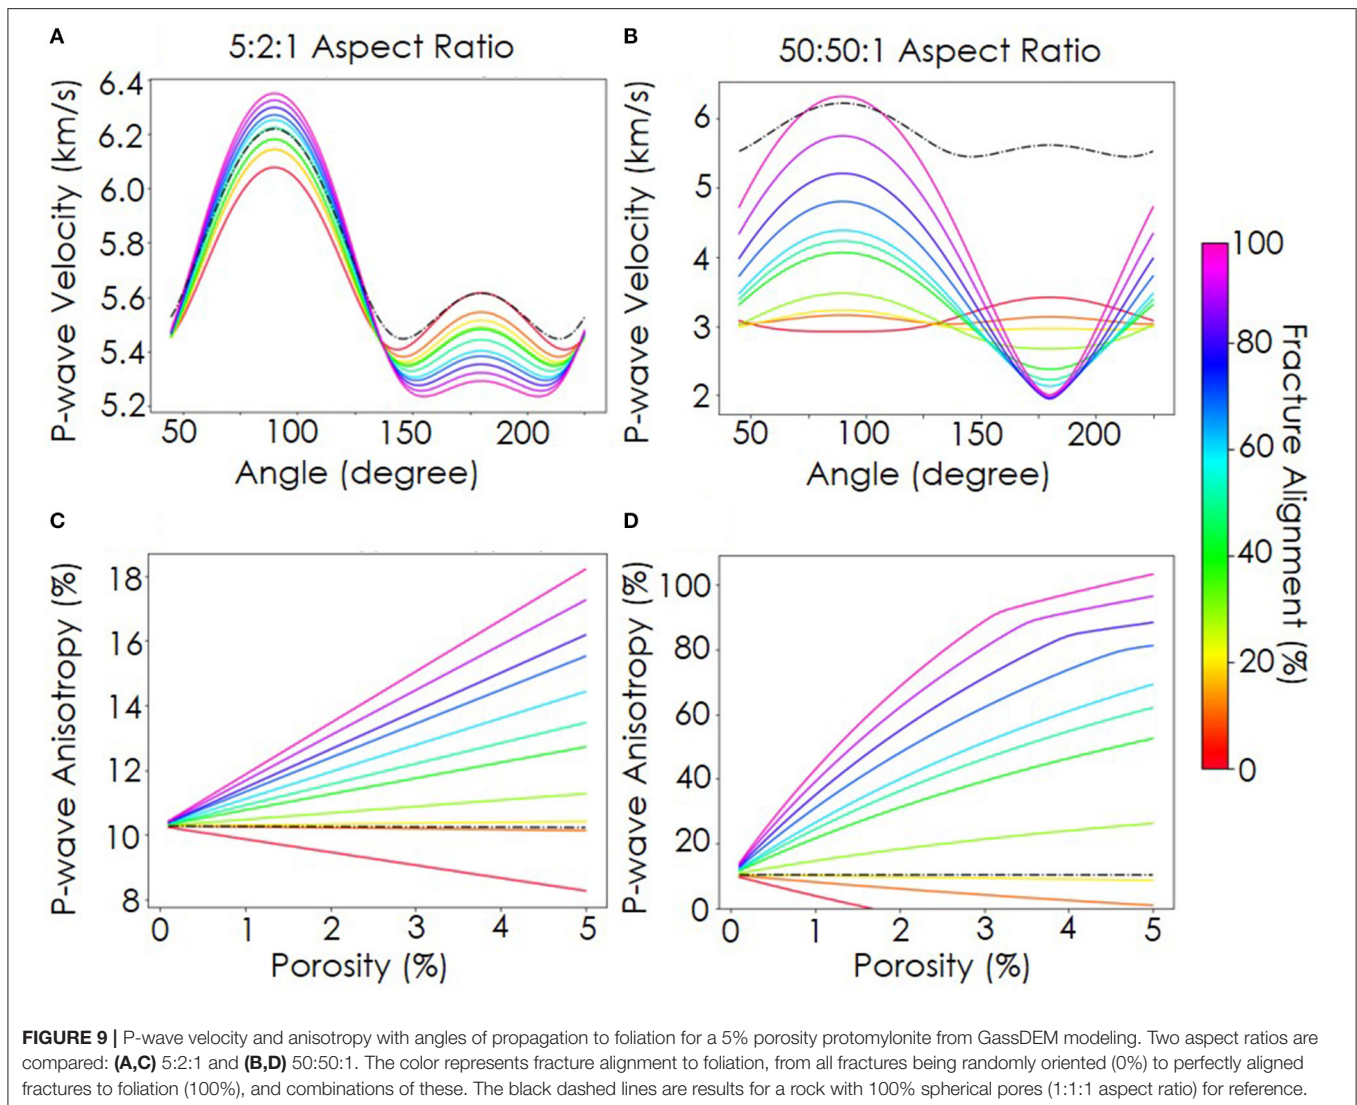 A
5:2:1 Aspect Ratio
P-wave Velocity (km/s)
6.4
6.2
6.0
5.8
5.6
5.4
5.2
50 100 150 200
Angle (degree)
B
50:50:1 Aspect Ratio
P-wave Velocity (km/s)
6
5
4
3
2
50 100 150 200
Angle (degree)
C
P-wave Anisotropy (%)
18
16
14
12
10
8
0 1 2 3 4 5
Porosity (%)
D
P-wave Anisotropy (%)
100
80
60
40
20
0
0 1 2 3 4 5
Porosity (%)
100
80
60
40
20
0
Fracture Alignment (%)
FIGURE 9 | P-wave velocity and anisotropy with angles of propagation to foliation for a 5% porosity protomylonite from GassDEM modeling. Two aspect ratios are
compared: (A,C) 5:2:1 and (B,D) 50:50:1. The color represents fracture alignment to foliation, from all fractures being randomly oriented (0%) to perfectly aligned
fractures to foliation (100%), and combinations of these. The black dashed lines are results for a rock with 100% spherical pores (1:1:1 aspect ratio) for reference.